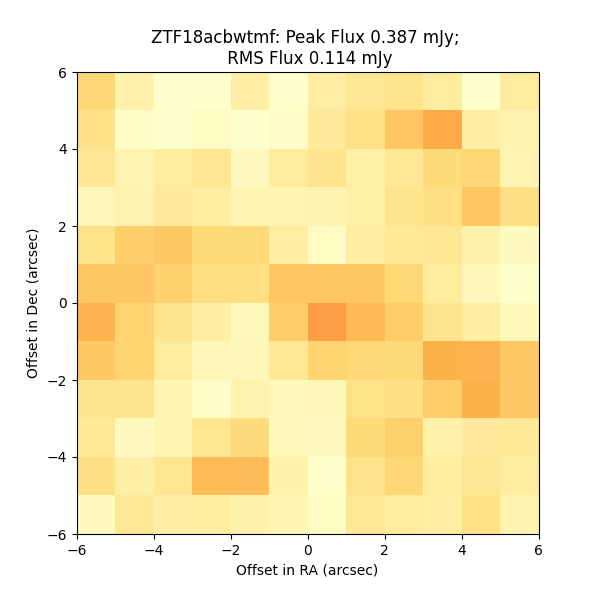 ZTF18acbwtmf: Peak Flux 0.387 mJy;
RMS Flux 0.114 mJy
6
4
2
0
−2
−4
−6
Offset in Dec (arcsec)
−6 −4 −2 0 2 4 6
Offset in RA (arcsec)